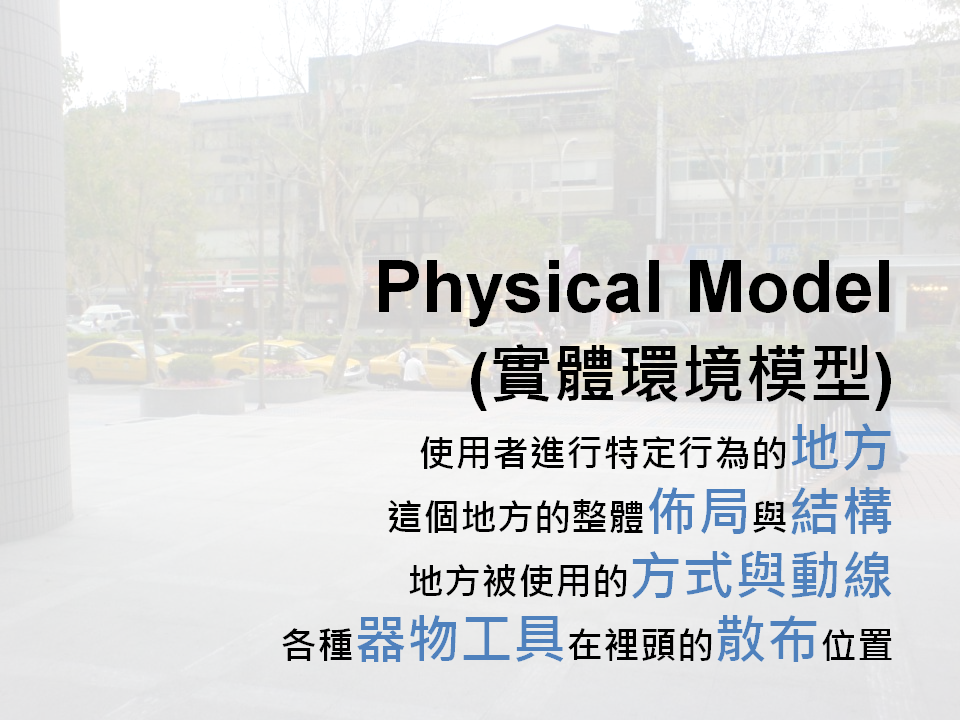 Physical Model
(實體環境模型)
使用者進行特定行為的地方
這個地方的整體佈局與結構
地方被使用的方式與動線
各種器物工具在裡頭的散布位置